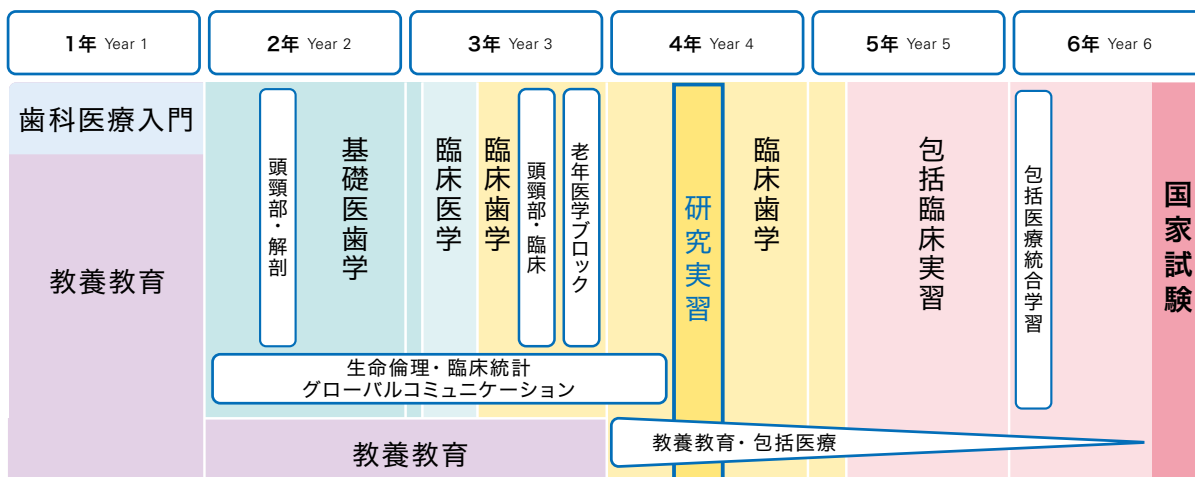 1年 Year 1
2年 Year 2
3年 Year 3
4年 Year 4
5年 Year 5
6年 Year 6
歯科医療入門
教養教育
頭頸部・解剖
基礎医歯学
臨床医学
臨床歯学
頭頸部・臨床
老年医学ブロック
研究実習
臨床歯学
包括臨床実習
包括医療統合学習
国家試験
生命倫理・臨床統計
グローバルコミュニケーション
教養教育
教養教育・包括医療